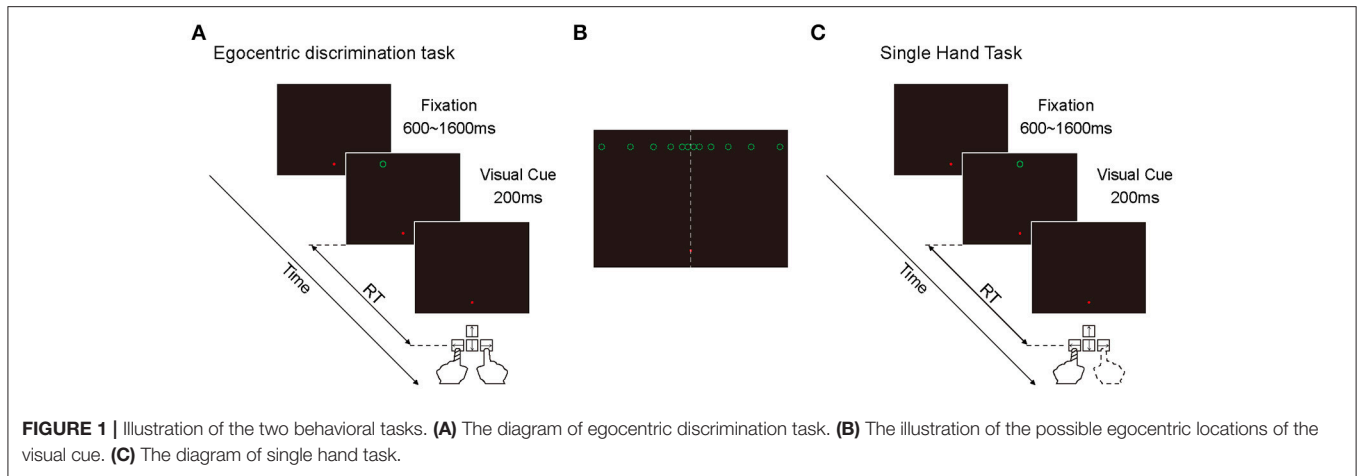 A
Egocentric discrimination task
Fixation
600~1600ms
Visual Cue
200ms
Time
RT
B
C
Single Hand Task
Fixation
600~1600ms
Visual Cue
200ms
Time
RT
FIGURE 1 | Illustration of the two behavioral tasks. (A) The diagram of egocentric discrimination task. (B) The illustration of the possible egocentric locations of the
visual cue. (C) The diagram of single hand task.